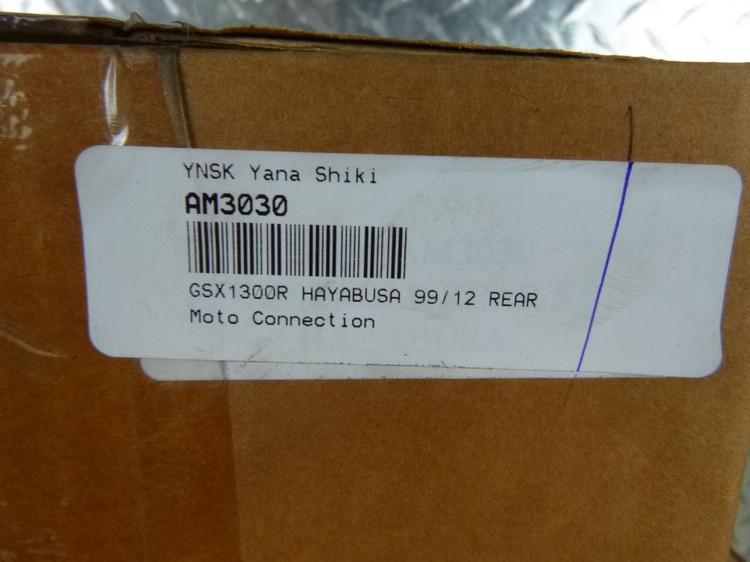 YNSK Yana Shiki
AM3030
GSX1300R HAYABUSA 99/12 REAR
Moto Connection